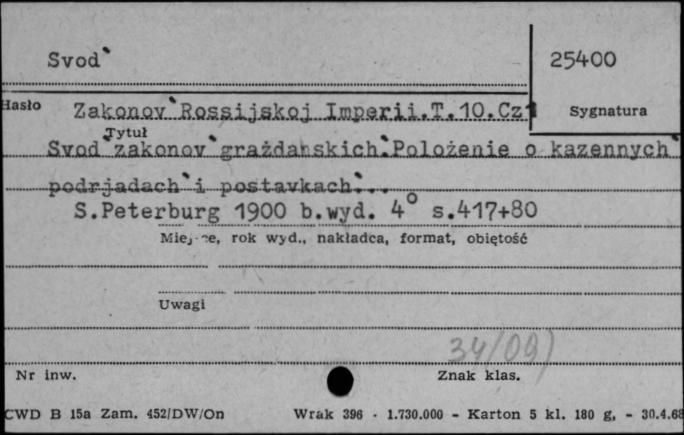 Svod`
25400
Hasło
Zakonov`Rossijskoj Imperii.T.10.Cz1
Sygnatura
Tytuł
Svod`zakonov`grażdanskich.Położenie o kazennych`
podrjadach`i postavkach`...
S.Peterburg 1900 b.wyd. 4° s.417+80
Miejsce, rok wyd., nakładca, format, objętość
Uwagi
34/09)
Nr inw.
Znak klas.
CWD B 15a Zam. 452/DW/On
Wrak 396 - 1.730.000 - Karton 5 kl. 180 g, - 30.4.68